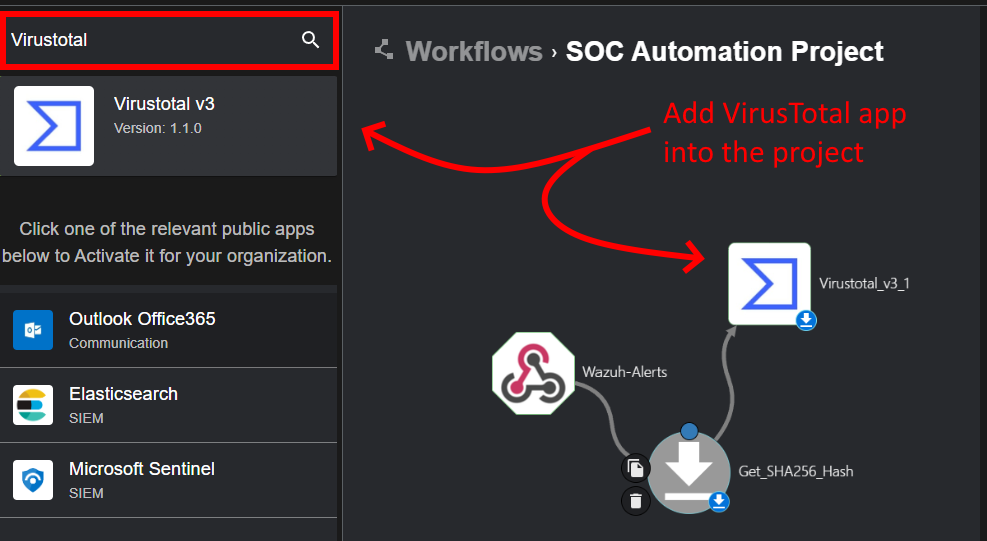 Virustotal
Virustotal v3
Version: 1.1.0
Click one of the relevant public apps
below to Activate it for your organization.
Outlook Office365
Communication
Elasticsearch
SIEM
Microsoft Sentinel
SIEM
Workflows › SOC Automation Project
Add VirusTotal app
into the project
Virustotal_v3_1
Wazuh-Alerts
Get_SHA256_Hash